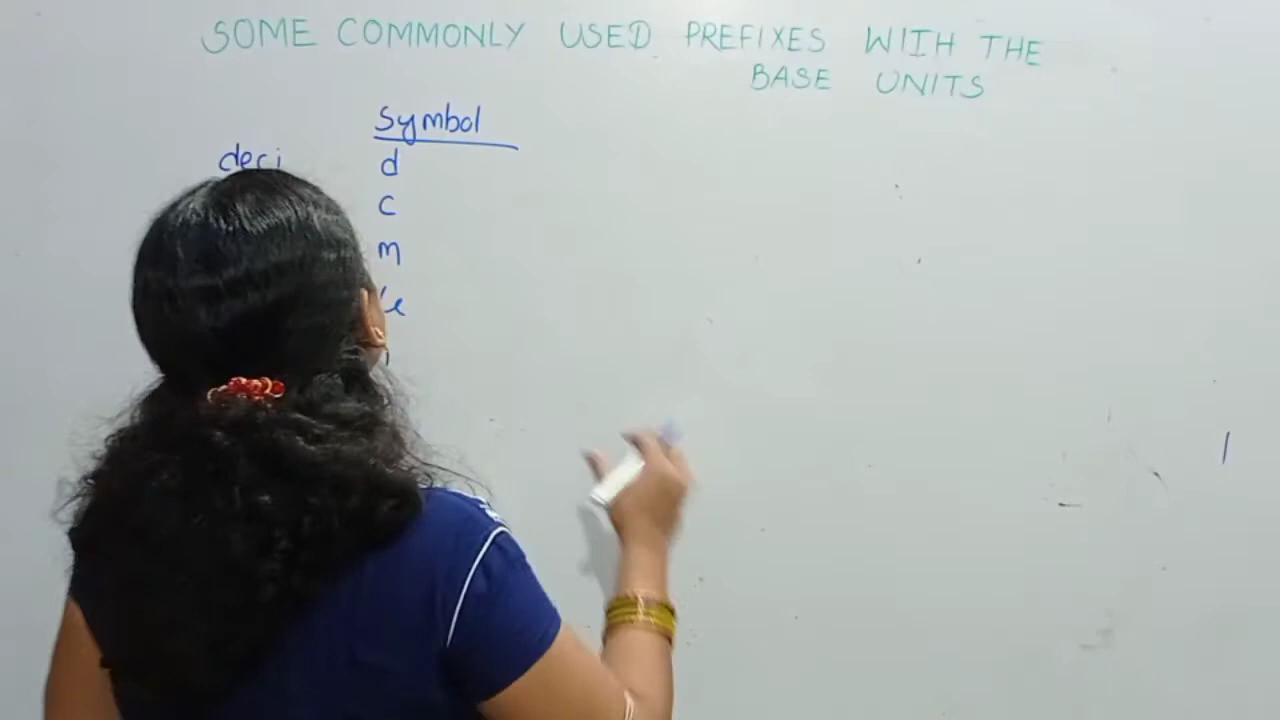 SOME COMMONLY USED PREFIXES WITH THE
BASE UNITS
Symbol
deci d
c
m